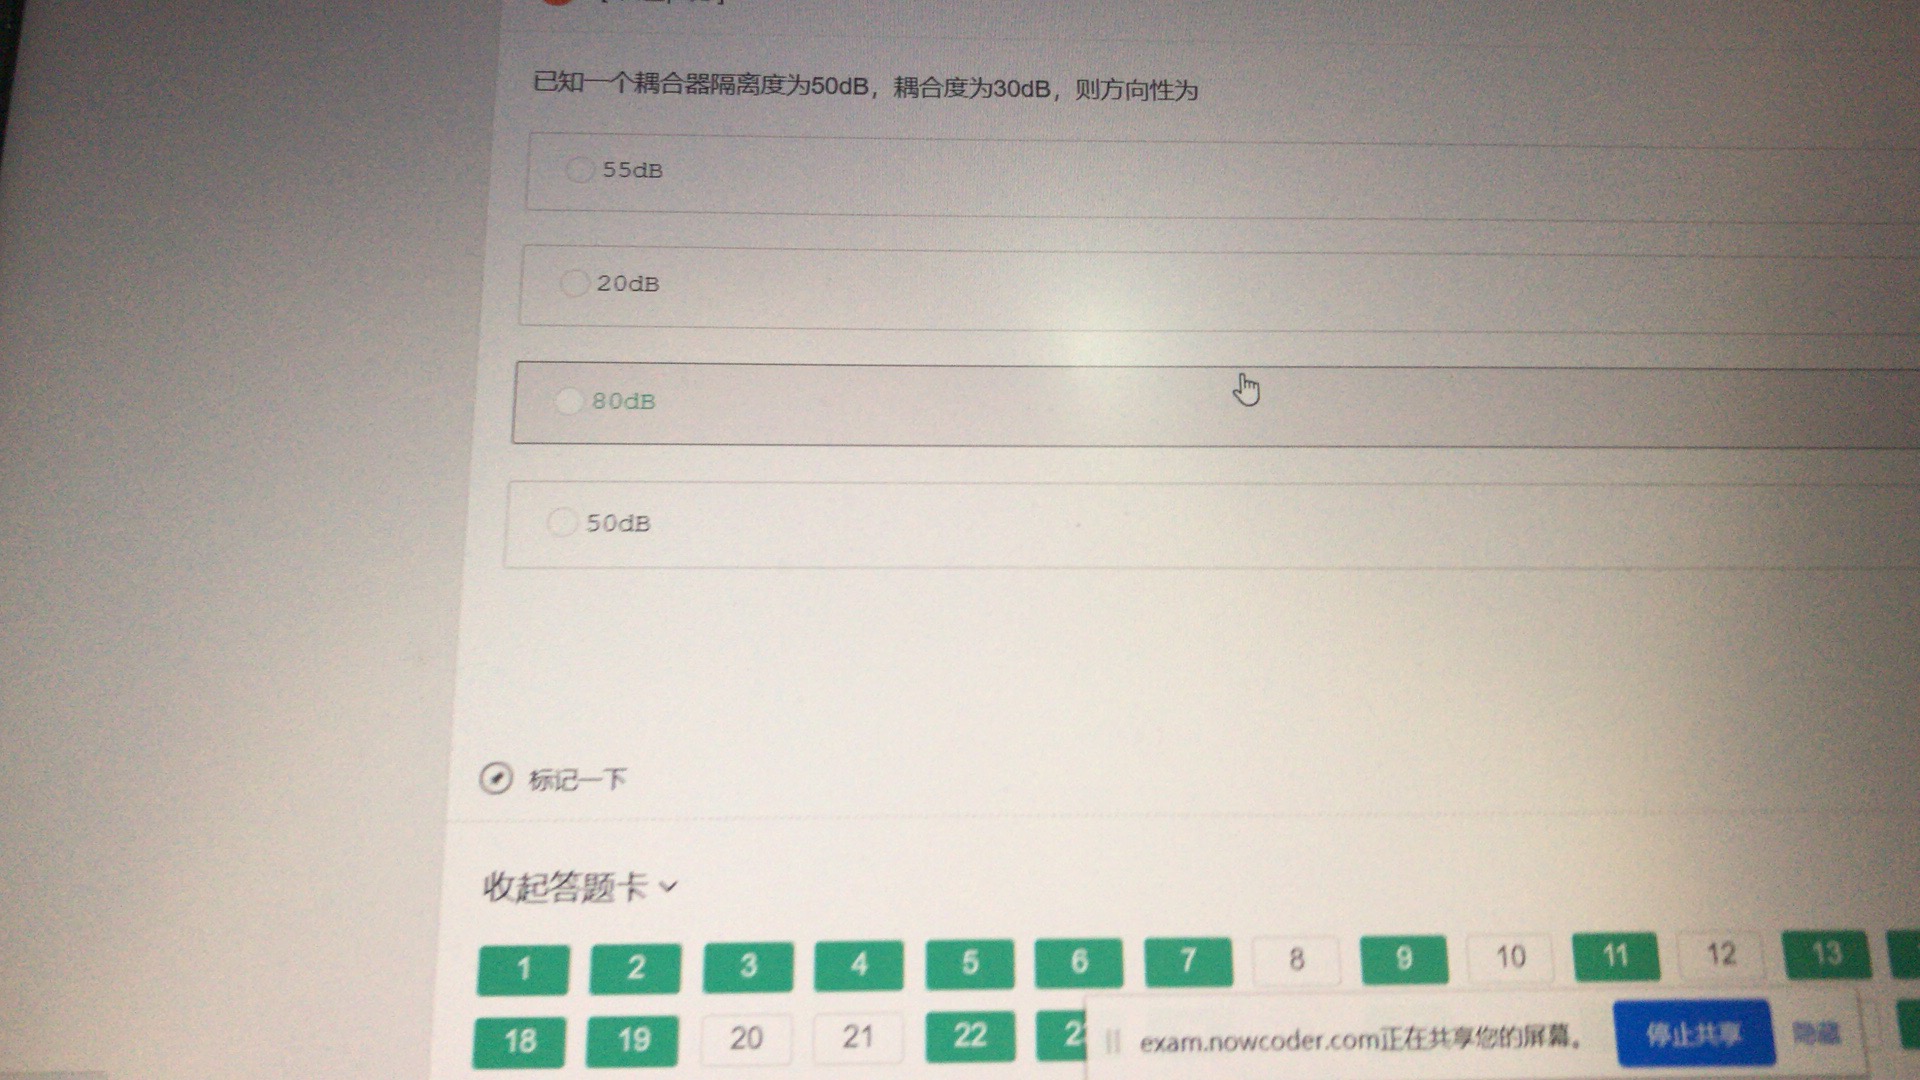 已知一个耦合器隔离度为50dB，耦合度为30dB，则方向性为
55dB
20dB
80dB
50dB
标记一下
收起答题卡
1 2 3 4 5 6 7 8 9 10 11 12 13
18 19 20 21 22
exam.nowcoder.com正在共享您的屏幕。 停止共享 隐藏